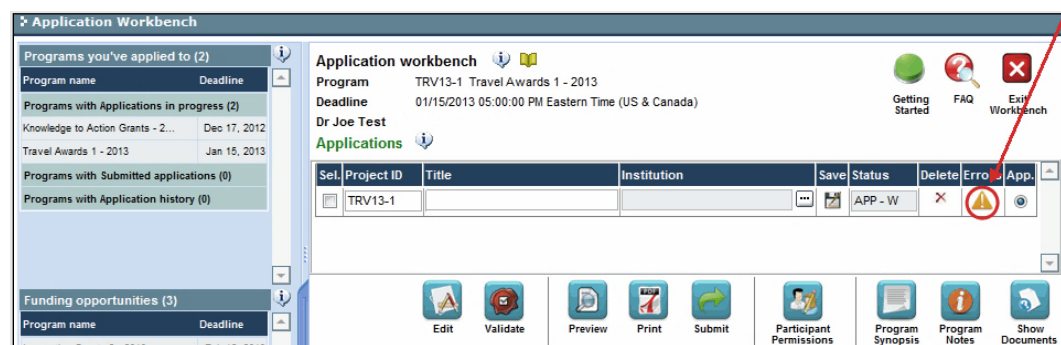 Application Workbench
Programs you've applied to (2)
Program name Deadline
Programs with Applications in progress (2)
Knowledge to Action Grants - 2... Dec 17, 2012
Travel Awards 1 - 2013 Jan 15, 2013
Programs with Submitted applications (0)
Programs with Application history (0)
Funding opportunities (3)
Program name Deadline
Application workbench
Program TRV13-1 Travel Awards 1 - 2013
Deadline 01/15/2013 05:00:00 PM Eastern Time (US & Canada)
Dr Joe Test
Applications
Getting Started
FAQ
Exit Workbench
Sel. Project ID Title Institution Save Status Delete Errors App.
TRV13-1 ... APP - W
Edit Validate Preview Print Submit Participant Permissions Program Synopsis Program Notes Show Documents